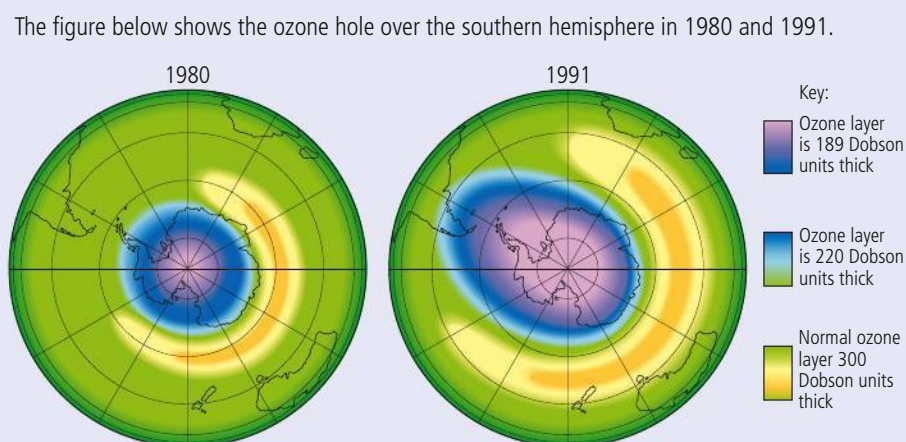 The figure below shows the ozone hole over the southern hemisphere in 1980 and 1991.
1980
1991
Key:
Ozone layer
is 189 Dobson
units thick
Ozone layer
is 220 Dobson
units thick
Normal ozone
layer 300
Dobson units
thick